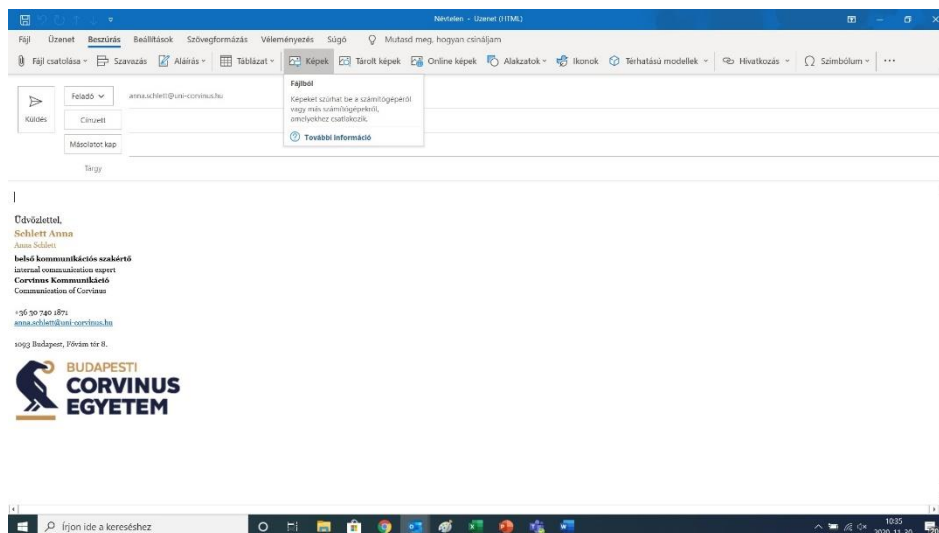 Névtelen - Üzenet (HTML)
Fájl Üzenet Beszúrás Beállítások Szövegformázás Véleményezés Súgó Mutasd meg, hogyan csináljam
Fájl csatolása Szavazás Aláírás Táblázat Képek Tárolt képek Online képek Alakzatok Ikonok Térhatású modellek Hivatkozás Szimbólum ...
Fájlból
Képeket szúrhat be a számítógépéről
vagy más számítógépekről,
amelyekhez csatlakozik.
További információ
Küldés
Feladó anna.schlett@uni-corvinus.hu
Címzett
Másolatot kap
Tárgy
Üdvözlettel,
Schlett Anna
Anna Schlett
belső kommunikációs szakértő
internal communication expert
Corvinus Kommunikáció
Communication of Corvinus
+36 30 740 1871
anna.schlett@uni-corvinus.hu
1093 Budapest, Fővám tér 8.
BUDAPESTI
CORVINUS
EGYETEM
Írjon ide a kereséshez
10:35
2020. 11. 20.